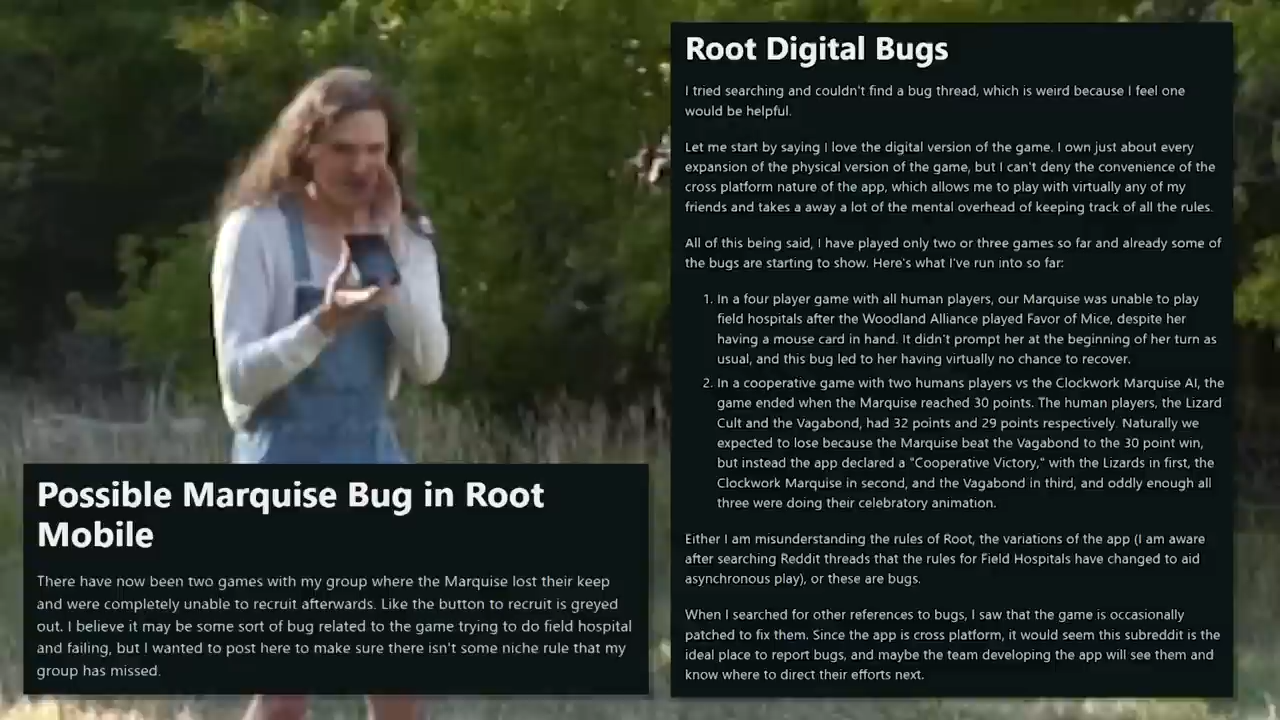 Root Digital Bugs
I tried searching and couldn't find a bug thread, which is weird because I feel one
would be helpful.
Let me start by saying I love the digital version of the game. I own just about every
expansion of the physical version of the game, but I can't deny the convenience of the
cross platform nature of the app, which allows me to play with virtually any of my
friends and takes a away a lot of the mental overhead of keeping track of all the rules.
All of this being said, I have played only two or three games so far and already some of
the bugs are starting to show. Here's what I've run into so far:
1. In a four player game with all human players, our Marquise was unable to play
field hospitals after the Woodland Alliance played Favor of Mice, despite her
having a mouse card in hand. It didn't prompt her at the beginning of her turn as
usual, and this bug led to her having virtually no chance to recover.
2. In a cooperative game with two humans players vs the Clockwork Marquise AI, the
game ended when the Marquise reached 30 points. The human players, the Lizard
Cult and the Vagabond, had 32 points and 29 points respectively. Naturally we
expected to lose because the Marquise beat the Vagabond to the 30 point win,
but instead the app declared a "Cooperative Victory," with the Lizards in first, the
Clockwork Marquise in second, and the Vagabond in third, and oddly enough all
three were doing their celebratory animation.
Either I am misunderstanding the rules of Root, the variations of the app (I am aware
after searching Reddit threads that the rules for Field Hospitals have changed to aid
asynchronous play), or these are bugs.
When I searched for other references to bugs, I saw that the game is occasionally
patched to fix them. Since the app is cross platform, it would seem this subreddit is the
ideal place to report bugs, and maybe the team developing the app will see them and
know where to direct their efforts next.
Possible Marquise Bug in Root
Mobile
There have now been two games with my group where the Marquise lost their keep
and were completely unable to recruit afterwards. Like the button to recruit is greyed
out. I believe it may be some sort of bug related to the game trying to do field hospital
and failing, but I wanted to post here to make sure there isn't some niche rule that my
group has missed.